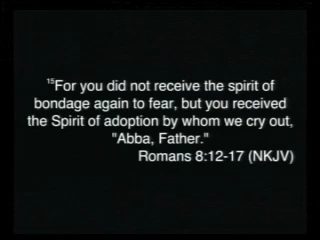 ¹⁵For you did not receive the spirit of
bondage again to fear, but you received
the Spirit of adoption by whom we cry out,
"Abba, Father."
Romans 8:12-17 (NKJV)